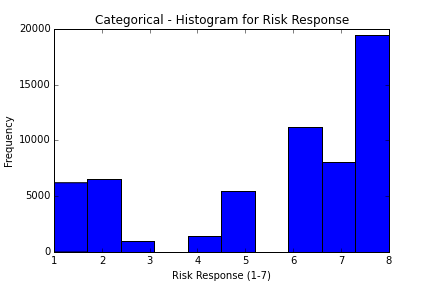 Categorical - Histogram for Risk Response
20000
15000
10000
5000
0
Frequency
1 2 3 4 5 6 7 8
Risk Response (1-7)